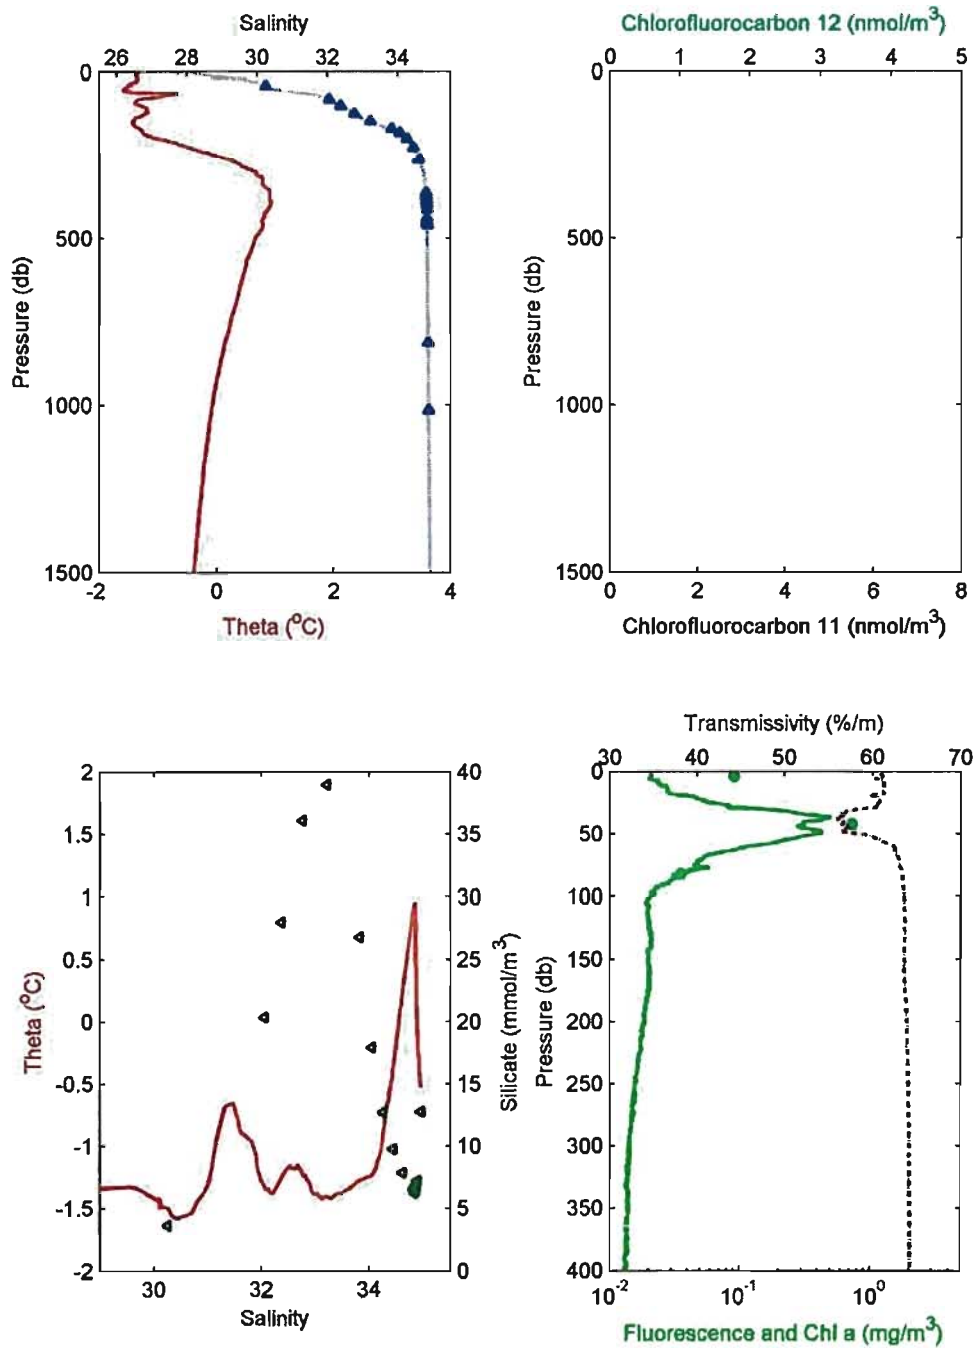 Salinity
26 28 30 32 34
0
500
1000
1500
Pressure (db)
-2 0 2 4
Theta (°C)
Chlorofluorocarbon 12 (nmol/m³)
0 1 2 3 4 5
0
500
1000
1500
Pressure (db)
0 2 4 6 8
Chlorofluorocarbon 11 (nmol/m³)
2
1.5
1
0.5
0
-0.5
-1
-1.5
-2
Theta (°C)
30 32 34
Salinity
40
35
30
25
20
15
10
5
0
Silicate (mmol/m³)
Transmissivity (%/m)
30 40 50 60 70
0
50
100
150
200
250
300
350
400
Pressure (db)
10⁻² 10⁻¹ 10⁰
Fluorescence and Chl a (mg/m³)